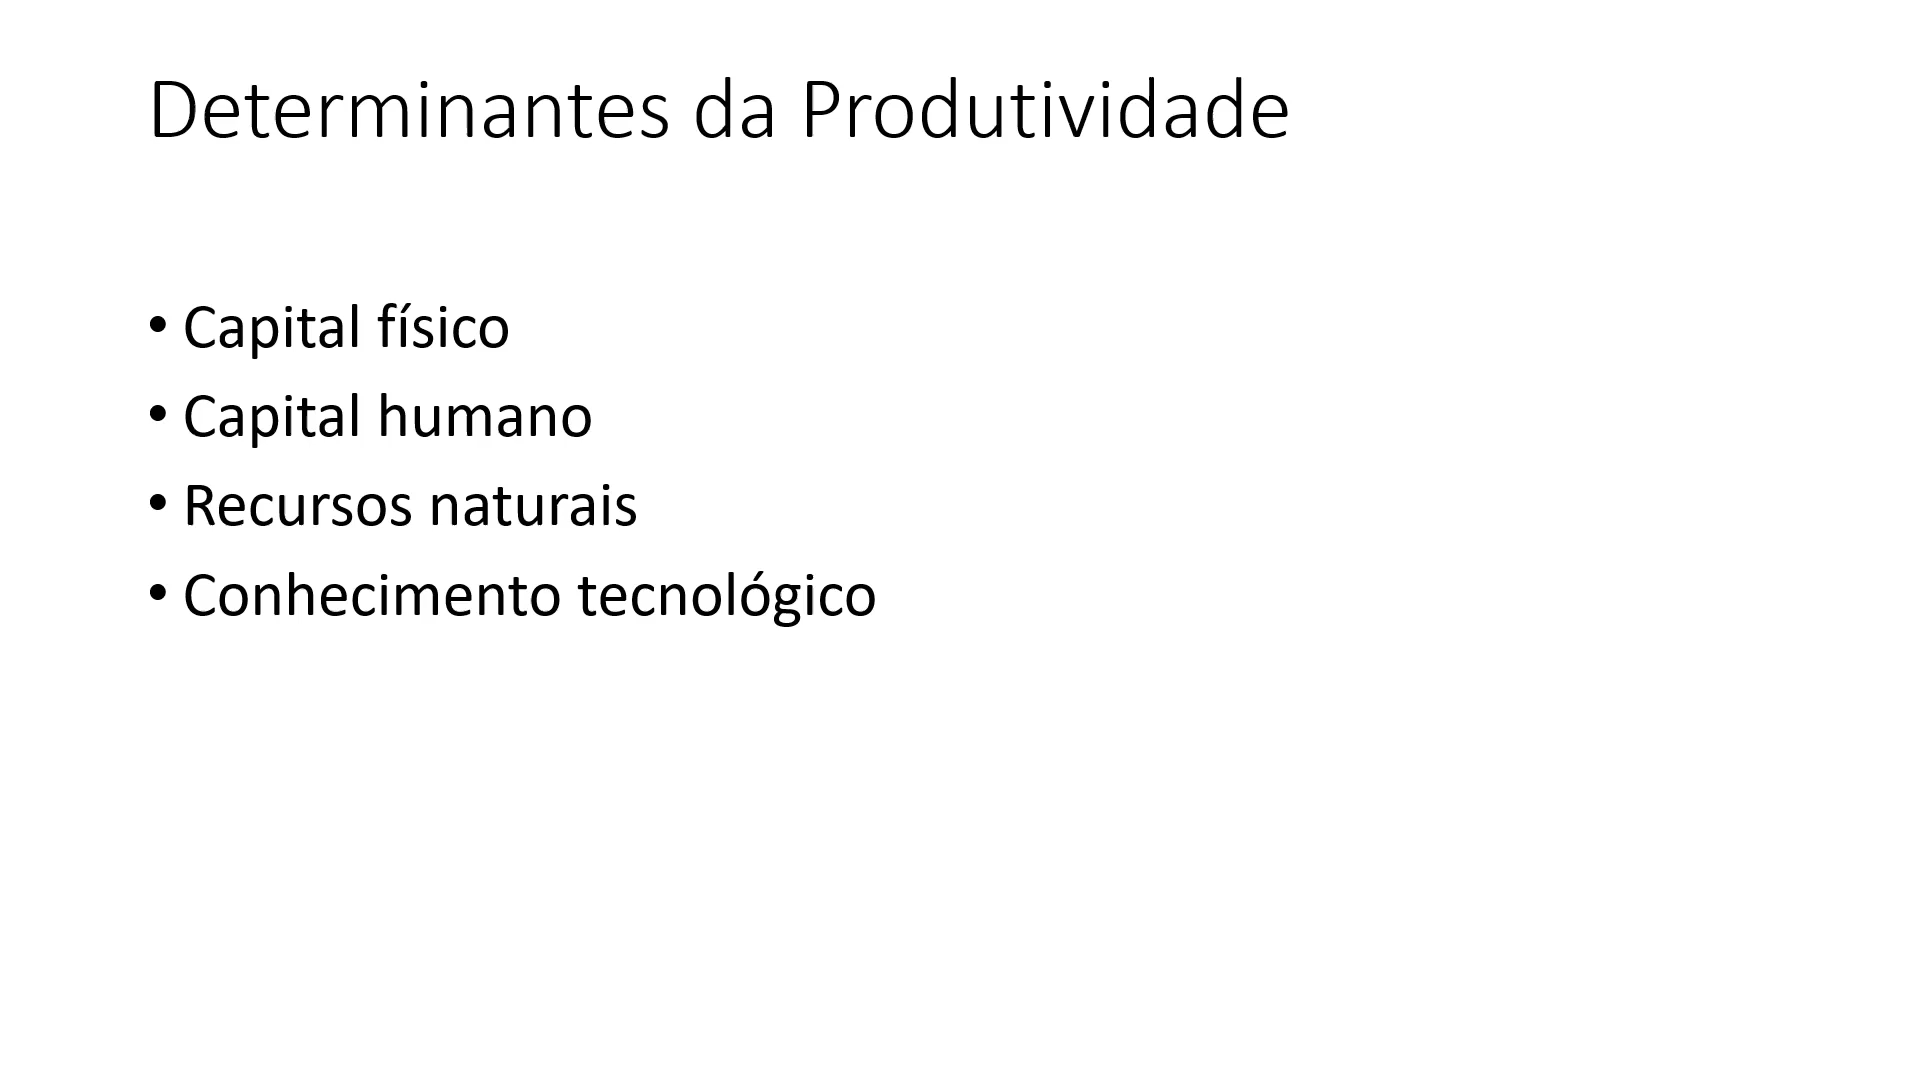 Determinantes da Produtividade
• Capital físico
• Capital humano
• Recursos naturais
• Conhecimento tecnológico